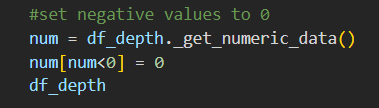 #set negative values to 0
num = df_depth._get_numeric_data()
num[num<0] = 0
df_depth